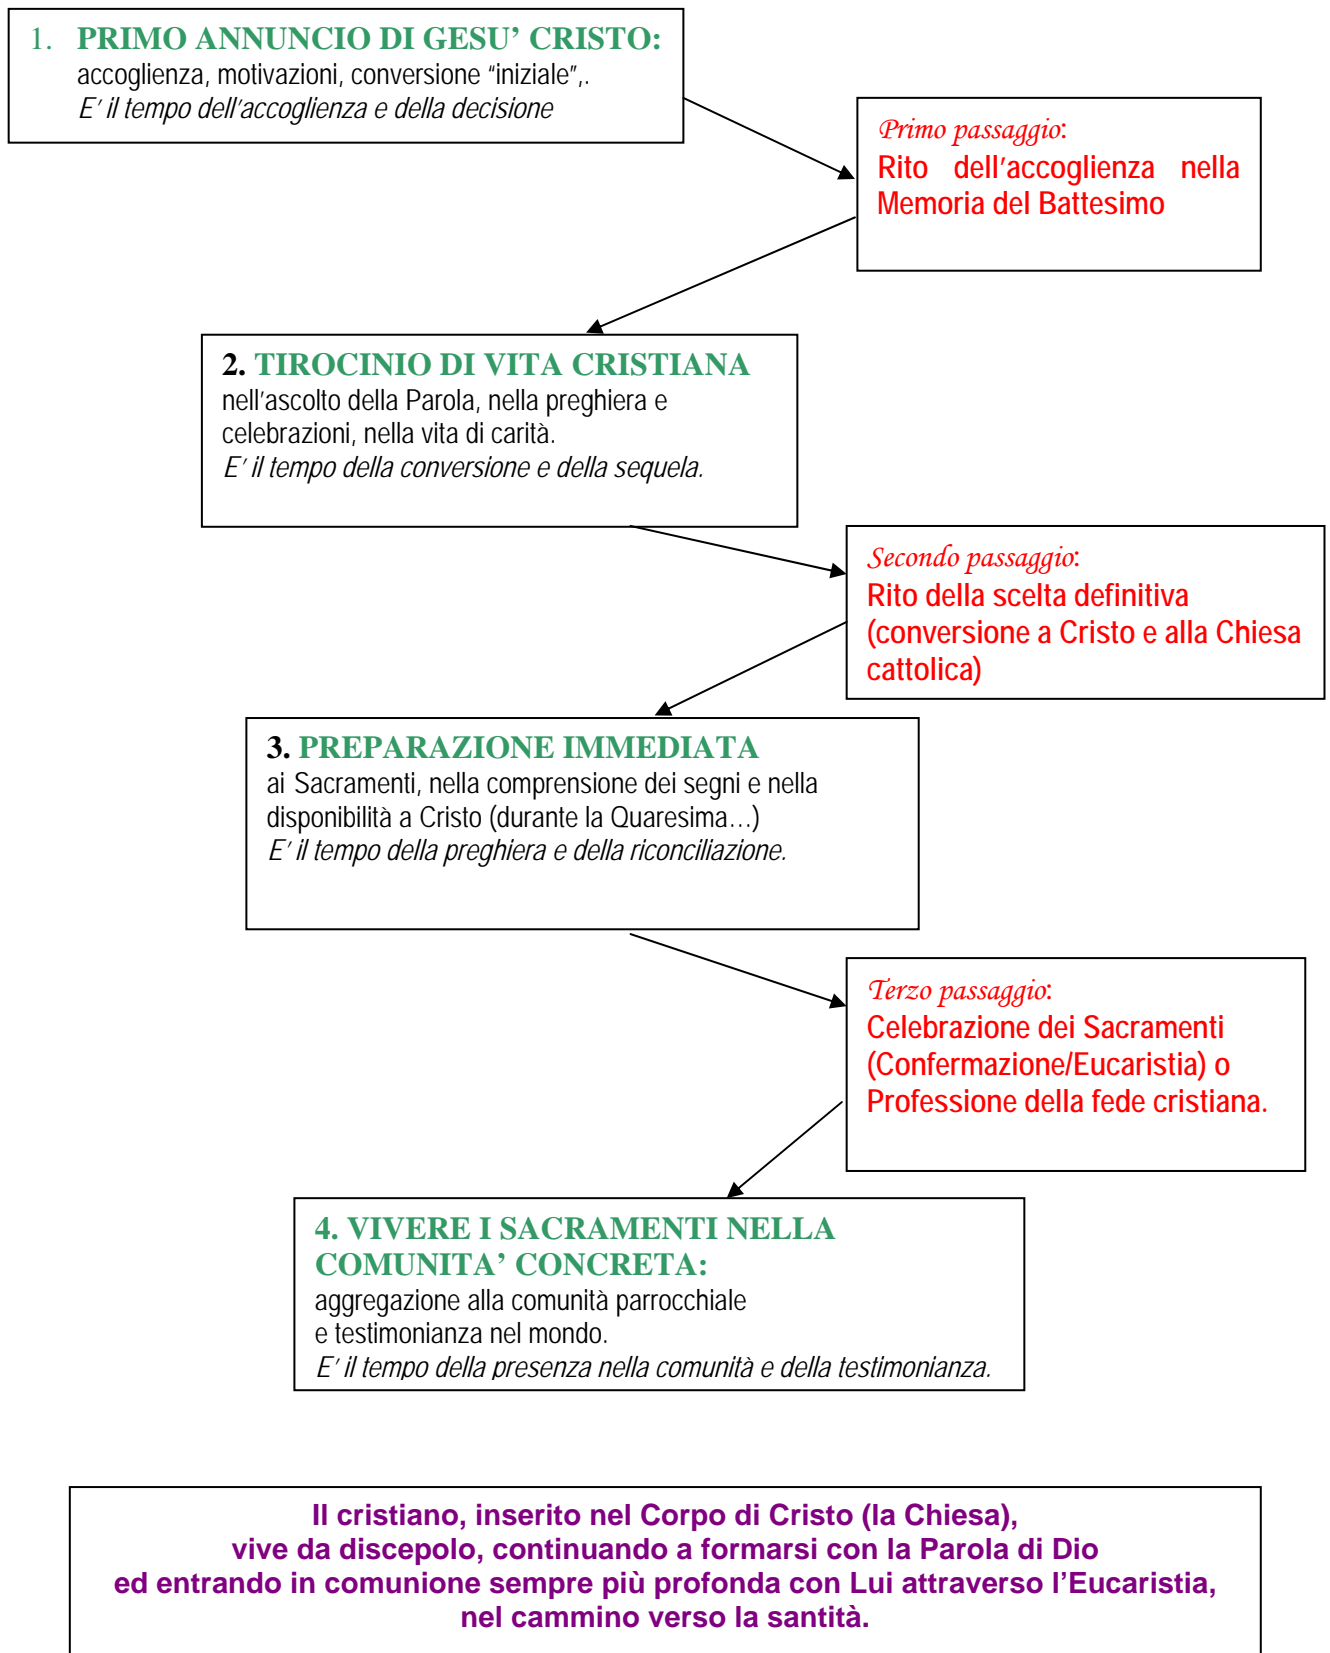 1. PRIMO ANNUNCIO DI GESU’ CRISTO:
accoglienza, motivazioni, conversione “iniziale”,.
E’ il tempo dell’accoglienza e della decisione
Primo passaggio:
Rito dell’accoglienza nella
Memoria del Battesimo
2. TIROCINIO DI VITA CRISTIANA
nell’ascolto della Parola, nella preghiera e
celebrazioni, nella vita di carità.
E’ il tempo della conversione e della sequela.
Secondo passaggio:
Rito della scelta definitiva
(conversione a Cristo e alla Chiesa
cattolica)
3. PREPARAZIONE IMMEDIATA
ai Sacramenti, nella comprensione dei segni e nella
disponibilità a Cristo (durante la Quaresima…)
E’ il tempo della preghiera e della riconciliazione.
Terzo passaggio:
Celebrazione dei Sacramenti
(Confermazione/Eucaristia) o
Professione della fede cristiana.
4. VIVERE I SACRAMENTI NELLA
COMUNITA’ CONCRETA:
aggregazione alla comunità parrocchiale
e testimonianza nel mondo.
E’ il tempo della presenza nella comunità e della testimonianza.
Il cristiano, inserito nel Corpo di Cristo (la Chiesa),
vive da discepolo, continuando a formarsi con la Parola di Dio
ed entrando in comunione sempre più profonda con Lui attraverso l’Eucaristia,
nel cammino verso la santità.